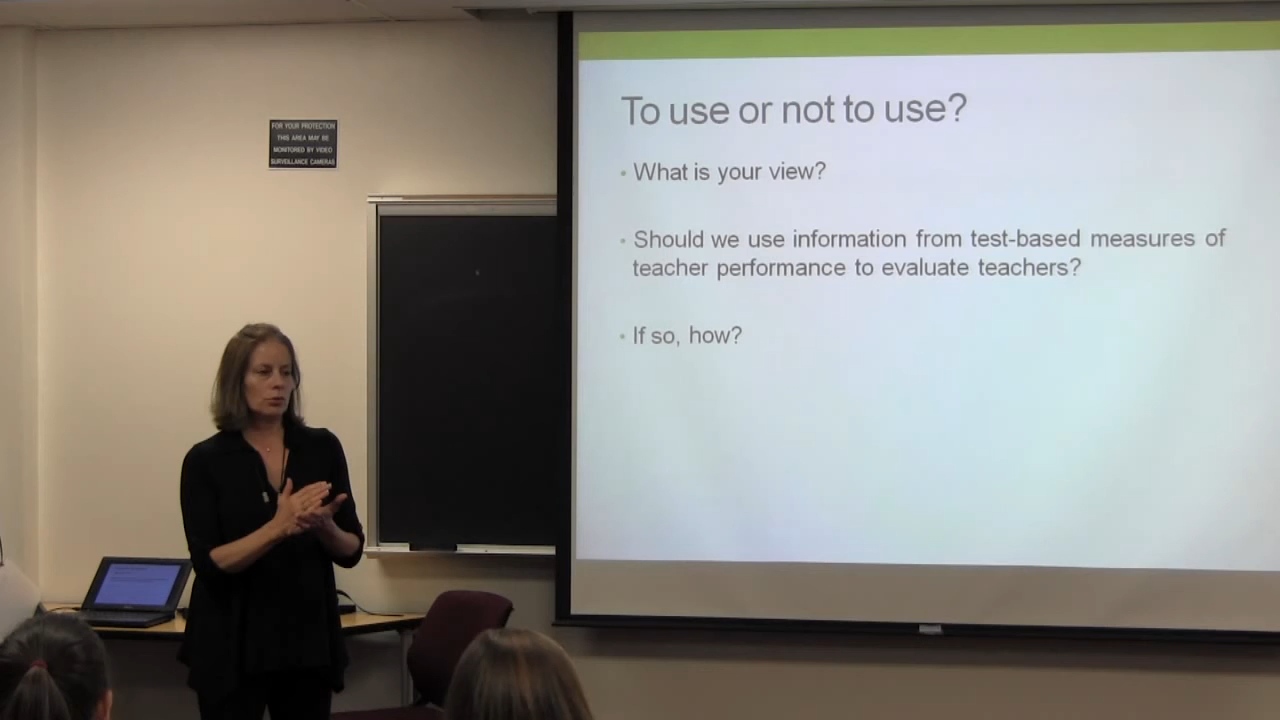 FOR YOUR PROTECTION
THIS AREA MAY BE
MONITORED BY VIDEO
SURVEILLANCE CAMERAS
To use or not to use?
• What is your view?
• Should we use information from test-based measures of
teacher performance to evaluate teachers?
• If so, how?